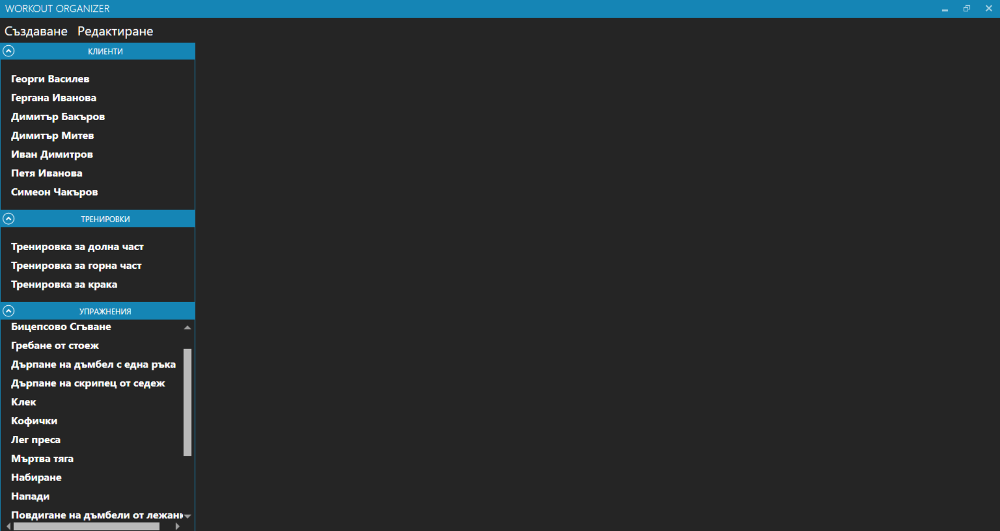 WORKOUT ORGANIZER
Създаване Редактиране
КЛИЕНТИ
Георги Василев
Гергана Иванова
Димитър Бакъров
Димитър Митев
Иван Димитров
Петя Иванова
Симеон Чакъров
ТРЕНИРОВКИ
Тренировка за долна част
Тренировка за горна част
Тренировка за крака
УПРАЖНЕНИЯ
Бицепсово Сгъване
Гребане от стоеж
Дърпане на дъмбел с една ръка
Дърпане на скрипец от седеж
Клек
Кофички
Лег преса
Мъртва тяга
Набиране
Напади
Повдигане на дъмбели от